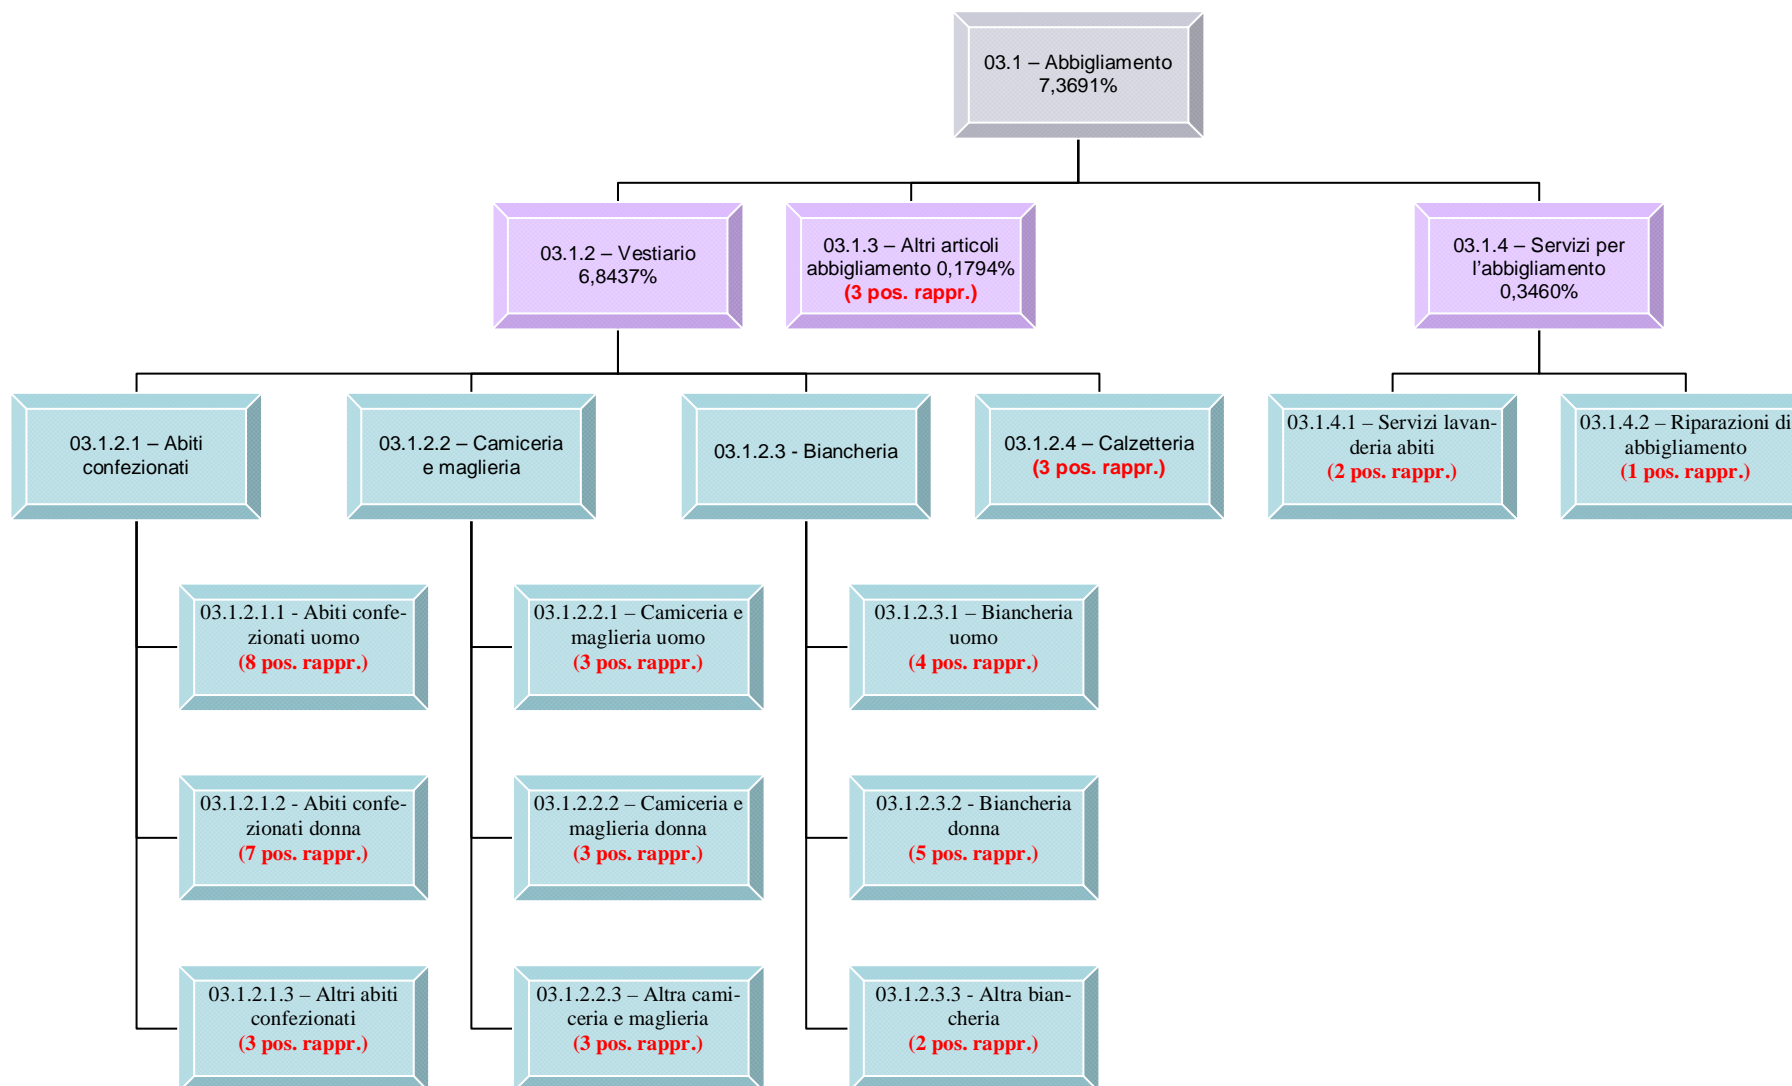 03.1 – Abbigliamento
7,3691%
03.1.2 – Vestiario
6,8437%
03.1.3 – Altri articoli
abbigliamento 0,1794%
(3 pos. rappr.)
03.1.4 – Servizi per
l'abbigliamento
0,3460%
03.1.2.1 – Abiti
confezionati
03.1.2.2 – Camiceria
e maglieria
03.1.2.3 - Biancheria
03.1.2.4 – Calzetteria
(3 pos. rappr.)
03.1.4.1 – Servizi lavan-
deria abiti
(2 pos. rappr.)
03.1.4.2 – Riparazioni di
abbigliamento
(1 pos. rappr.)
03.1.2.1.1 - Abiti confe-
zionati uomo
(8 pos. rappr.)
03.1.2.2.1 – Camiceria e
maglieria uomo
(3 pos. rappr.)
03.1.2.3.1 – Biancheria
uomo
(4 pos. rappr.)
03.1.2.1.2 - Abiti confe-
zionati donna
(7 pos. rappr.)
03.1.2.2.2 – Camiceria e
maglieria donna
(3 pos. rappr.)
03.1.2.3.2 - Biancheria
donna
(5 pos. rappr.)
03.1.2.1.3 – Altri abiti
confezionati
(3 pos. rappr.)
03.1.2.2.3 – Altra cami-
ceria e maglieria
(3 pos. rappr.)
03.1.2.3.3 - Altra bian-
cheria
(2 pos. rappr.)